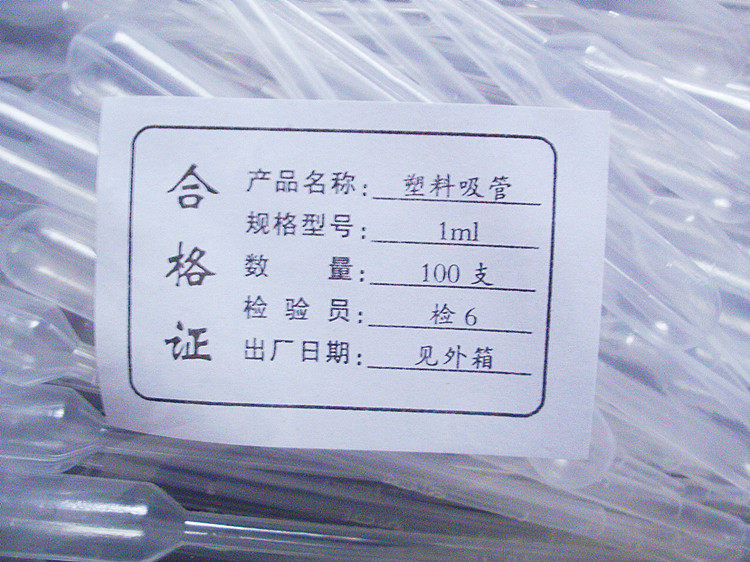 合格证
产品名称：塑料吸管
规格型号：1ml
数量：100支
检验员：检6
出厂日期：见外箱